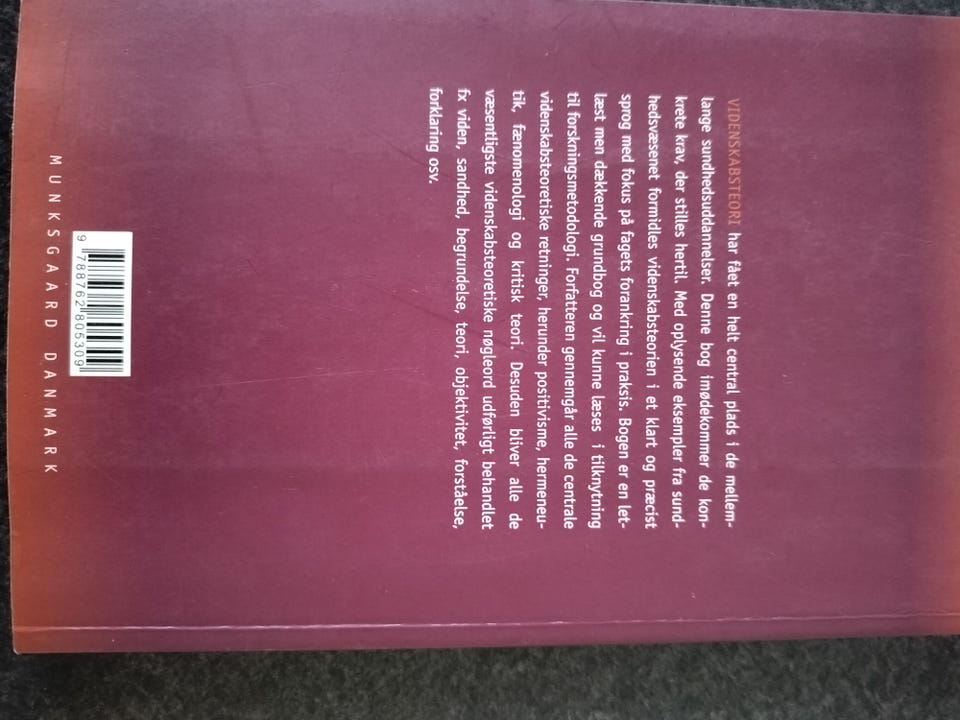 VIDENSKABSTEORI har fået en helt central plads i de mellem-
lange sundhedsuddannelser. Denne bog imødekommer de kon-
krete krav, der stilles hertil. Med oplysende eksempler fra sund-
hedsvæsenet formidles videnskabsteorien i et klart og præcist
sprog med fokus på fagets forankring i praksis. Bogen er en let-
læst men dækkende grundbog og vil kunne læses i tilknytning
til forskningsmetodologi. Forfatteren gennemgår alle de centrale
videnskabsteoretiske retninger, herunder positivisme, hermeneu-
tik, fænomenologi og kritisk teori. Desuden bliver alle de
væsentligste videnskabsteoretiske nøgleord udførligt behandlet
fx viden, sandhed, begrundelse, teori, objektivitet, forståelse,
forklaring osv.
9 788762 805309
MUNKSGAARD DANMARK